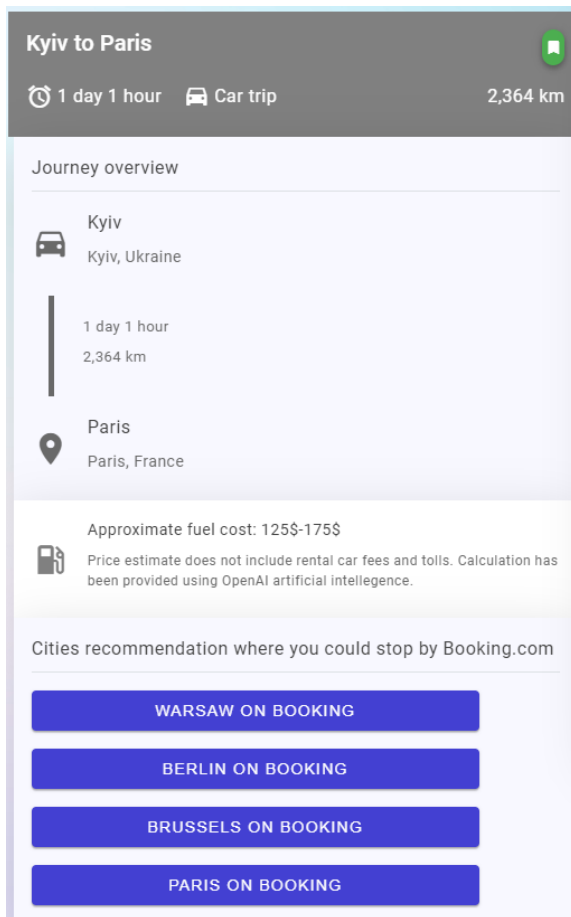 Kyiv to Paris
1 day 1 hour Car trip 2,364 km
Journey overview
Kyiv
Kyiv, Ukraine
1 day 1 hour
2,364 km
Paris
Paris, France
Approximate fuel cost: 125$-175$
Price estimate does not include rental car fees and tolls. Calculation has
been provided using OpenAI artificial intellegence.
Cities recommendation where you could stop by Booking.com
WARSAW ON BOOKING
BERLIN ON BOOKING
BRUSSELS ON BOOKING
PARIS ON BOOKING